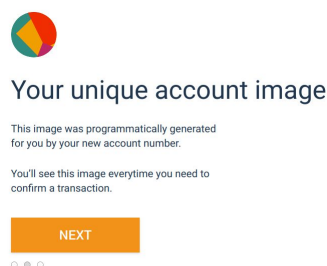 Your unique account image
This image was programmatically generated
for you by your new account number.
You'll see this image everytime you need to
confirm a transaction.
NEXT